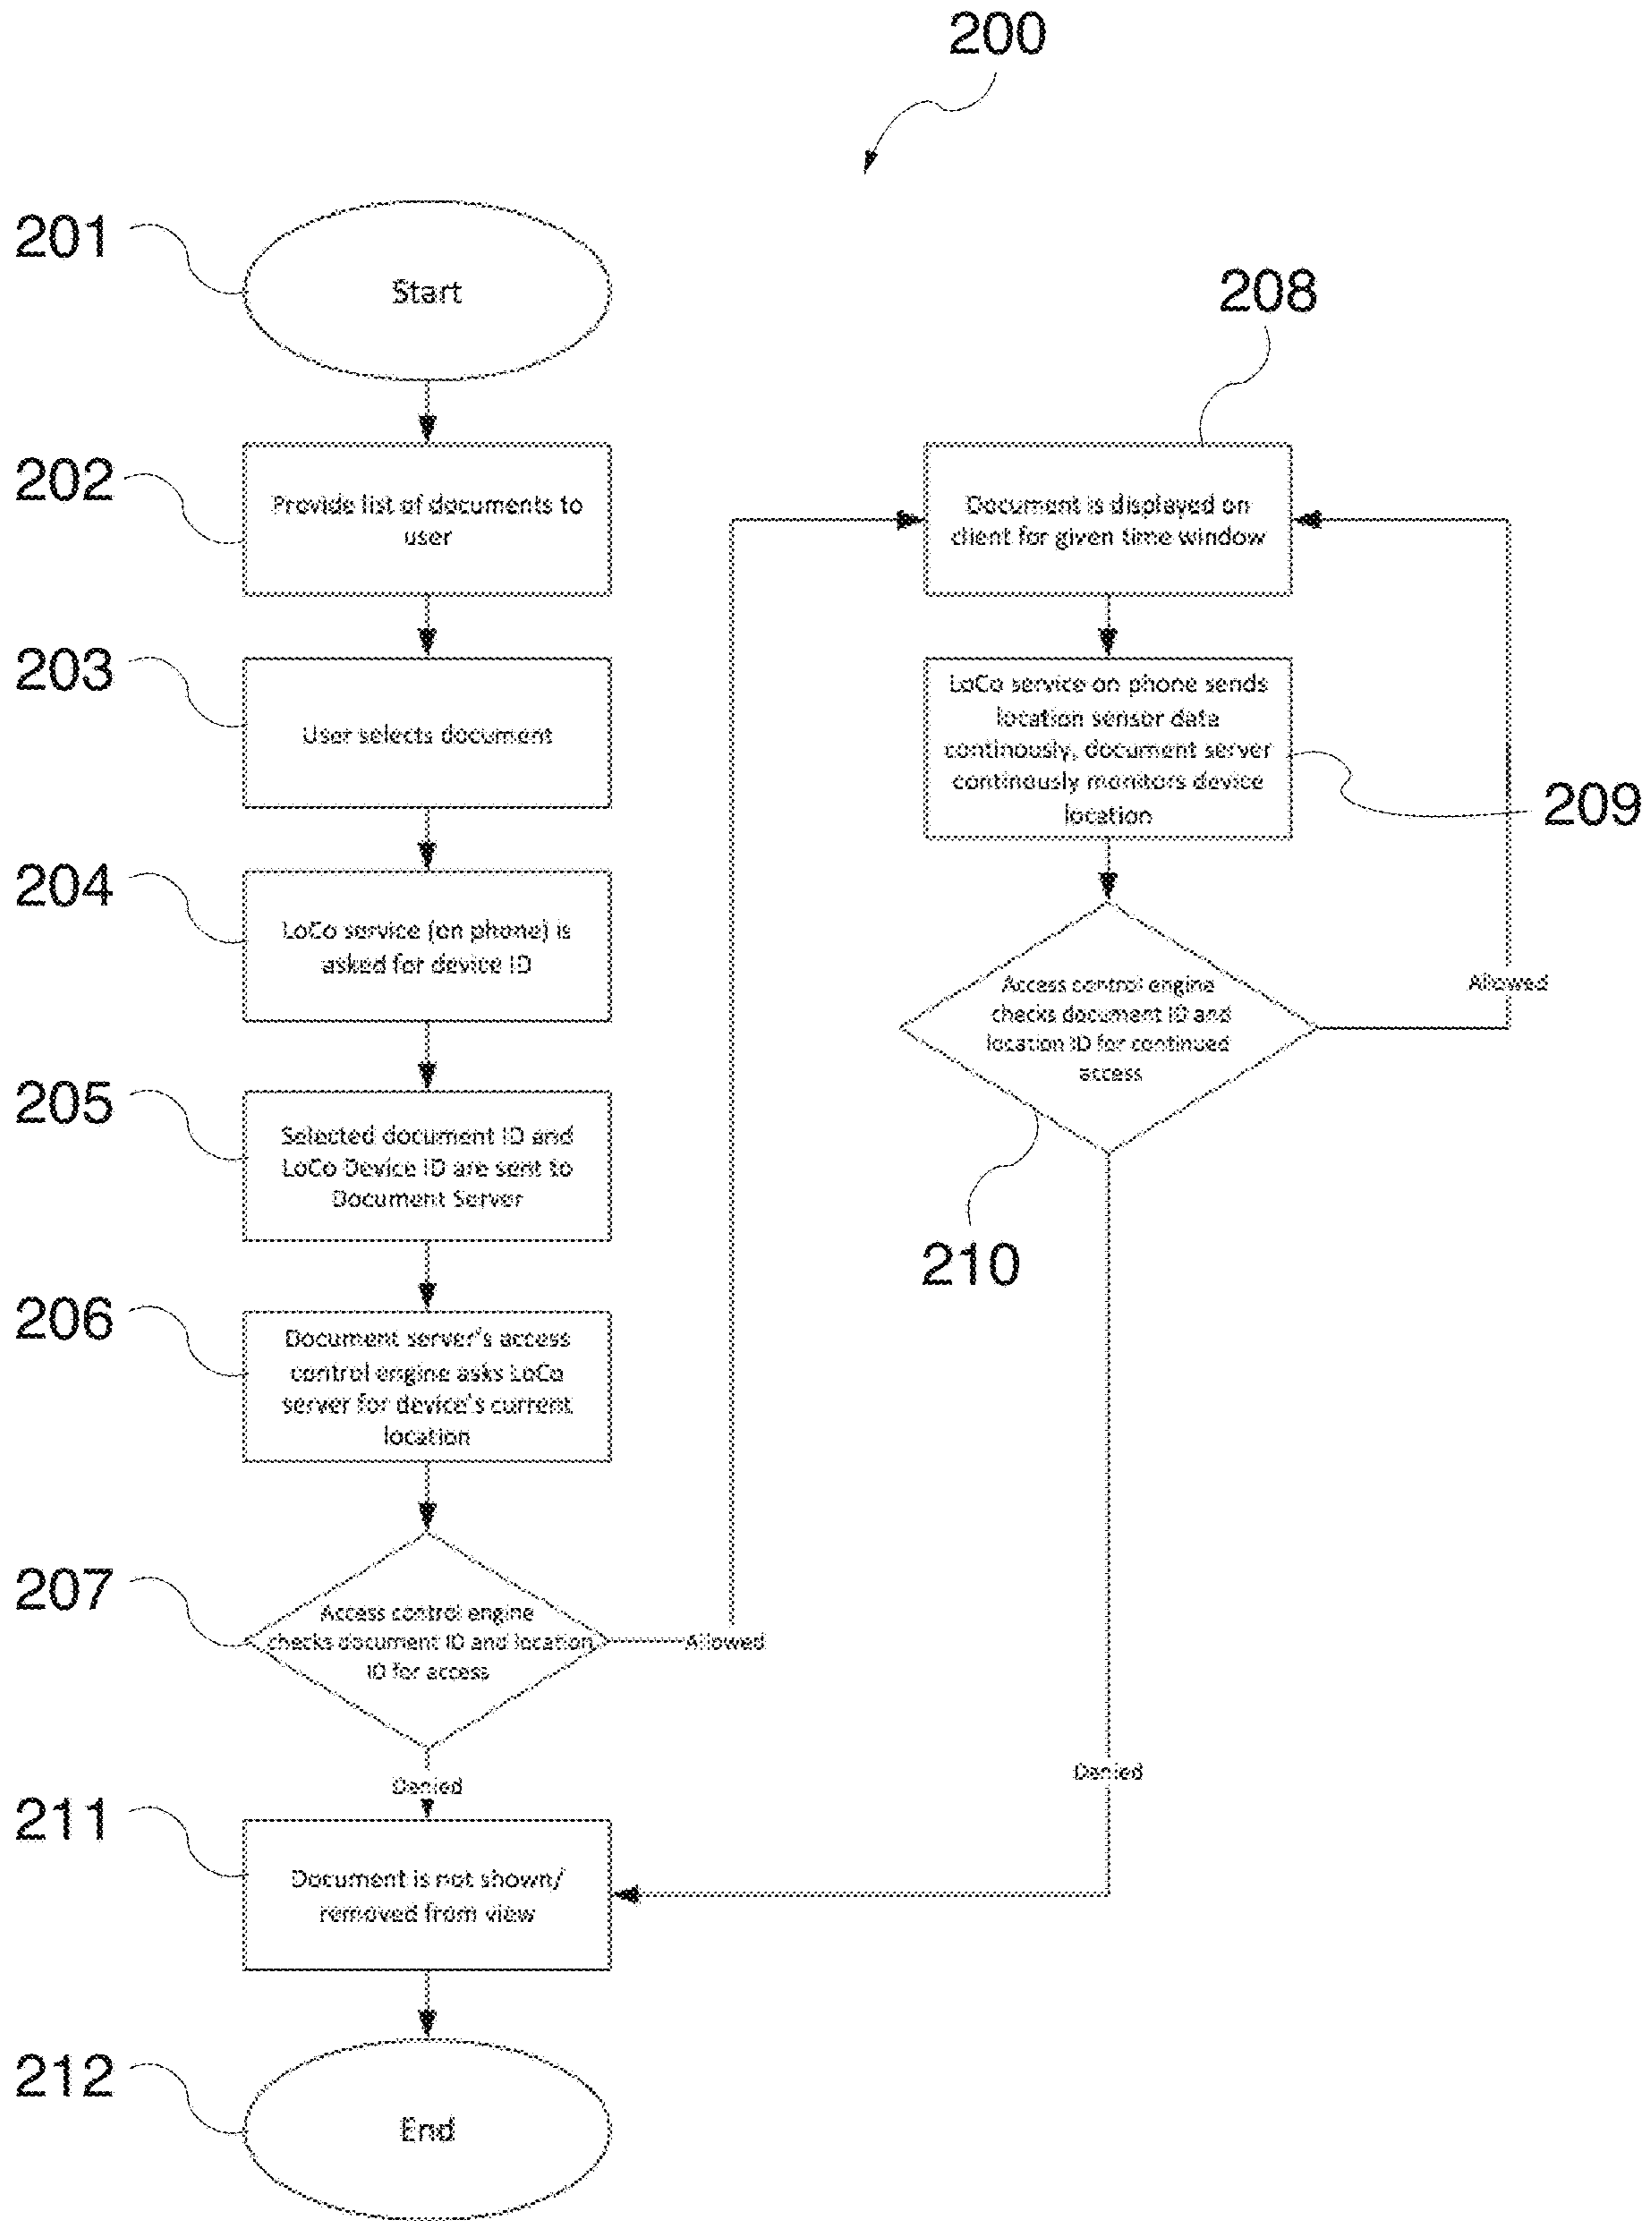 200
201
Start
202
Provide list of documents to
user
203
User selects document
204
LoCo service (on phone) is
asked for device ID
205
Selected document ID and
LoCo Device ID are sent to
Document Server
206
Document server's access
control engine asks LoCo
server for device's current
location
207
Access control engine
checks document ID and location
ID for access
Allowed
Denied
208
Document is displayed on
client for given time window
209
LoCo service on phone sends
location sensor data
continously, document server
continously monitors device
location
210
Access control engine
checks document ID and
location ID for continued
access
Allowed
Denied
211
Document is not shown/
removed from view
212
End